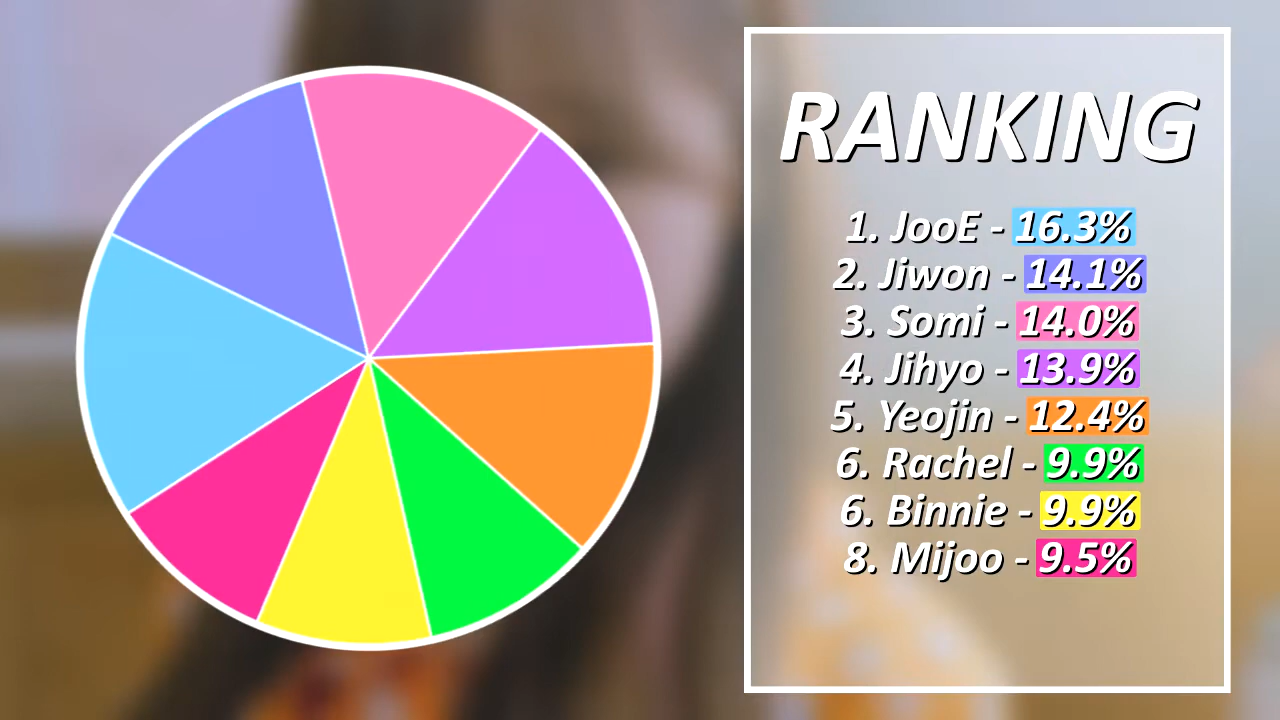 RANKING
1. JooE - 16.3%
2. Jiwon - 14.1%
3. Somi - 14.0%
4. Jihyo - 13.9%
5. Yeojin - 12.4%
6. Rachel - 9.9%
6. Binnie - 9.9%
8. Mijoo - 9.5%